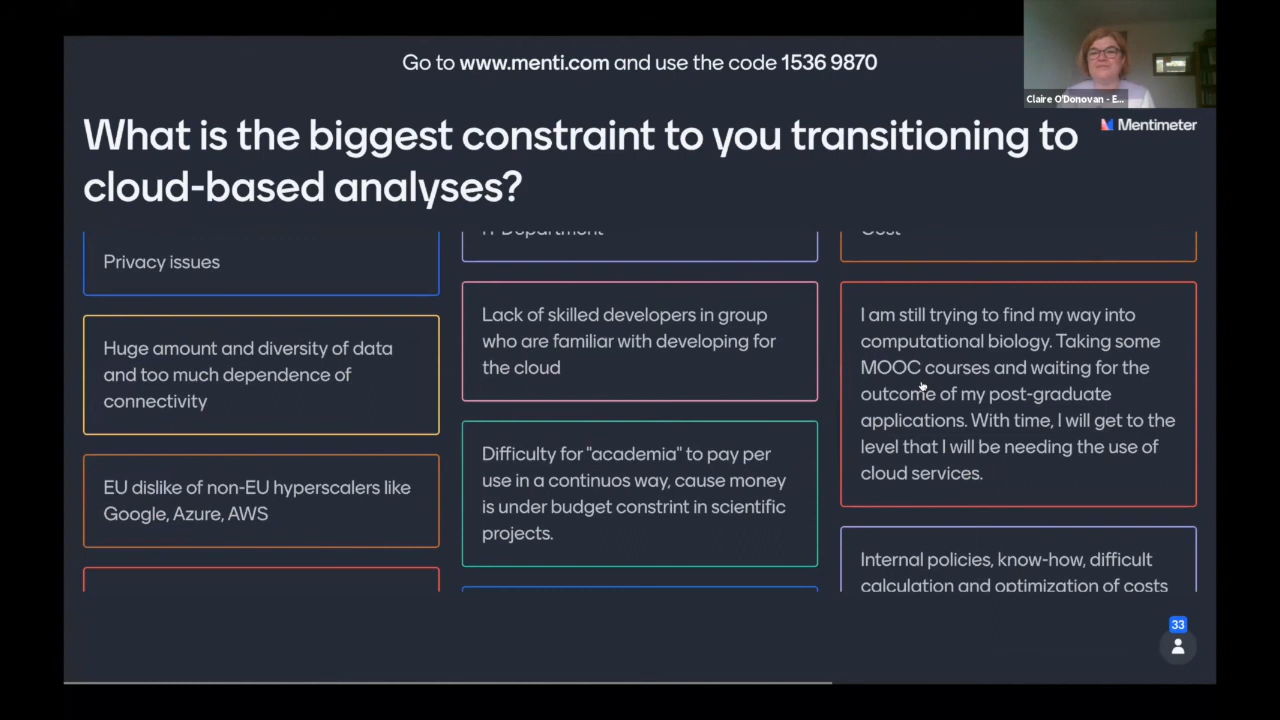 Go to www.menti.com and use the code 1536 9870
Claire O'Donovan - E...
Mentimeter
What is the biggest constraint to you transitioning to
cloud-based analyses?
Privacy issues
Huge amount and diversity of data
and too much dependence of
connectivity
EU dislike of non-EU hyperscalers like
Google, Azure, AWS
IT Department
Lack of skilled developers in group
who are familiar with developing for
the cloud
Difficulty for "academia" to pay per
use in a continuos way, cause money
is under budget constrint in scientific
projects.
Cost
I am still trying to find my way into
computational biology. Taking some
MOOC courses and waiting for the
outcome of my post-graduate
applications. With time, I will get to the
level that I will be needing the use of
cloud services.
Internal policies, know-how, difficult
calculation and optimization of costs
33